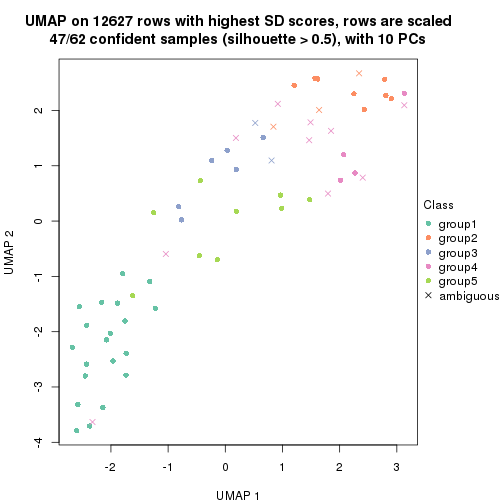 UMAP on 12627 rows with highest SD scores, rows are scaled
47/62 confident samples (silhouette > 0.5), with 10 PCs
UMAP 2
2
1
0
-1
-2
-3
-4
-2
-1
0
1
2
3
UMAP 1
Class
group1
group2
group3
group4
group5
ambiguous